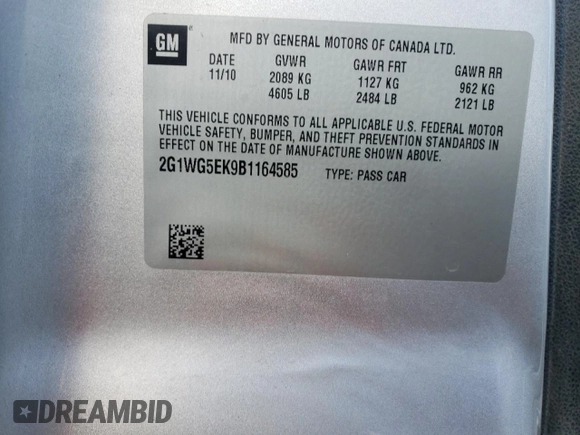 GM
®
MFD BY GENERAL MOTORS OF CANADA LTD.
DATE GVWR GAWR FRT GAWR RR
11/10 2089 KG 1127 KG 962 KG
4605 LB 2484 LB 2121 LB
THIS VEHICLE CONFORMS TO ALL APPLICABLE U.S. FEDERAL MOTOR
VEHICLE SAFETY, BUMPER, AND THEFT PREVENTION STANDARDS IN
EFFECT ON THE DATE OF MANUFACTURE SHOWN ABOVE.
2G1WG5EK9B1164585 TYPE: PASS CAR
DREAMBID